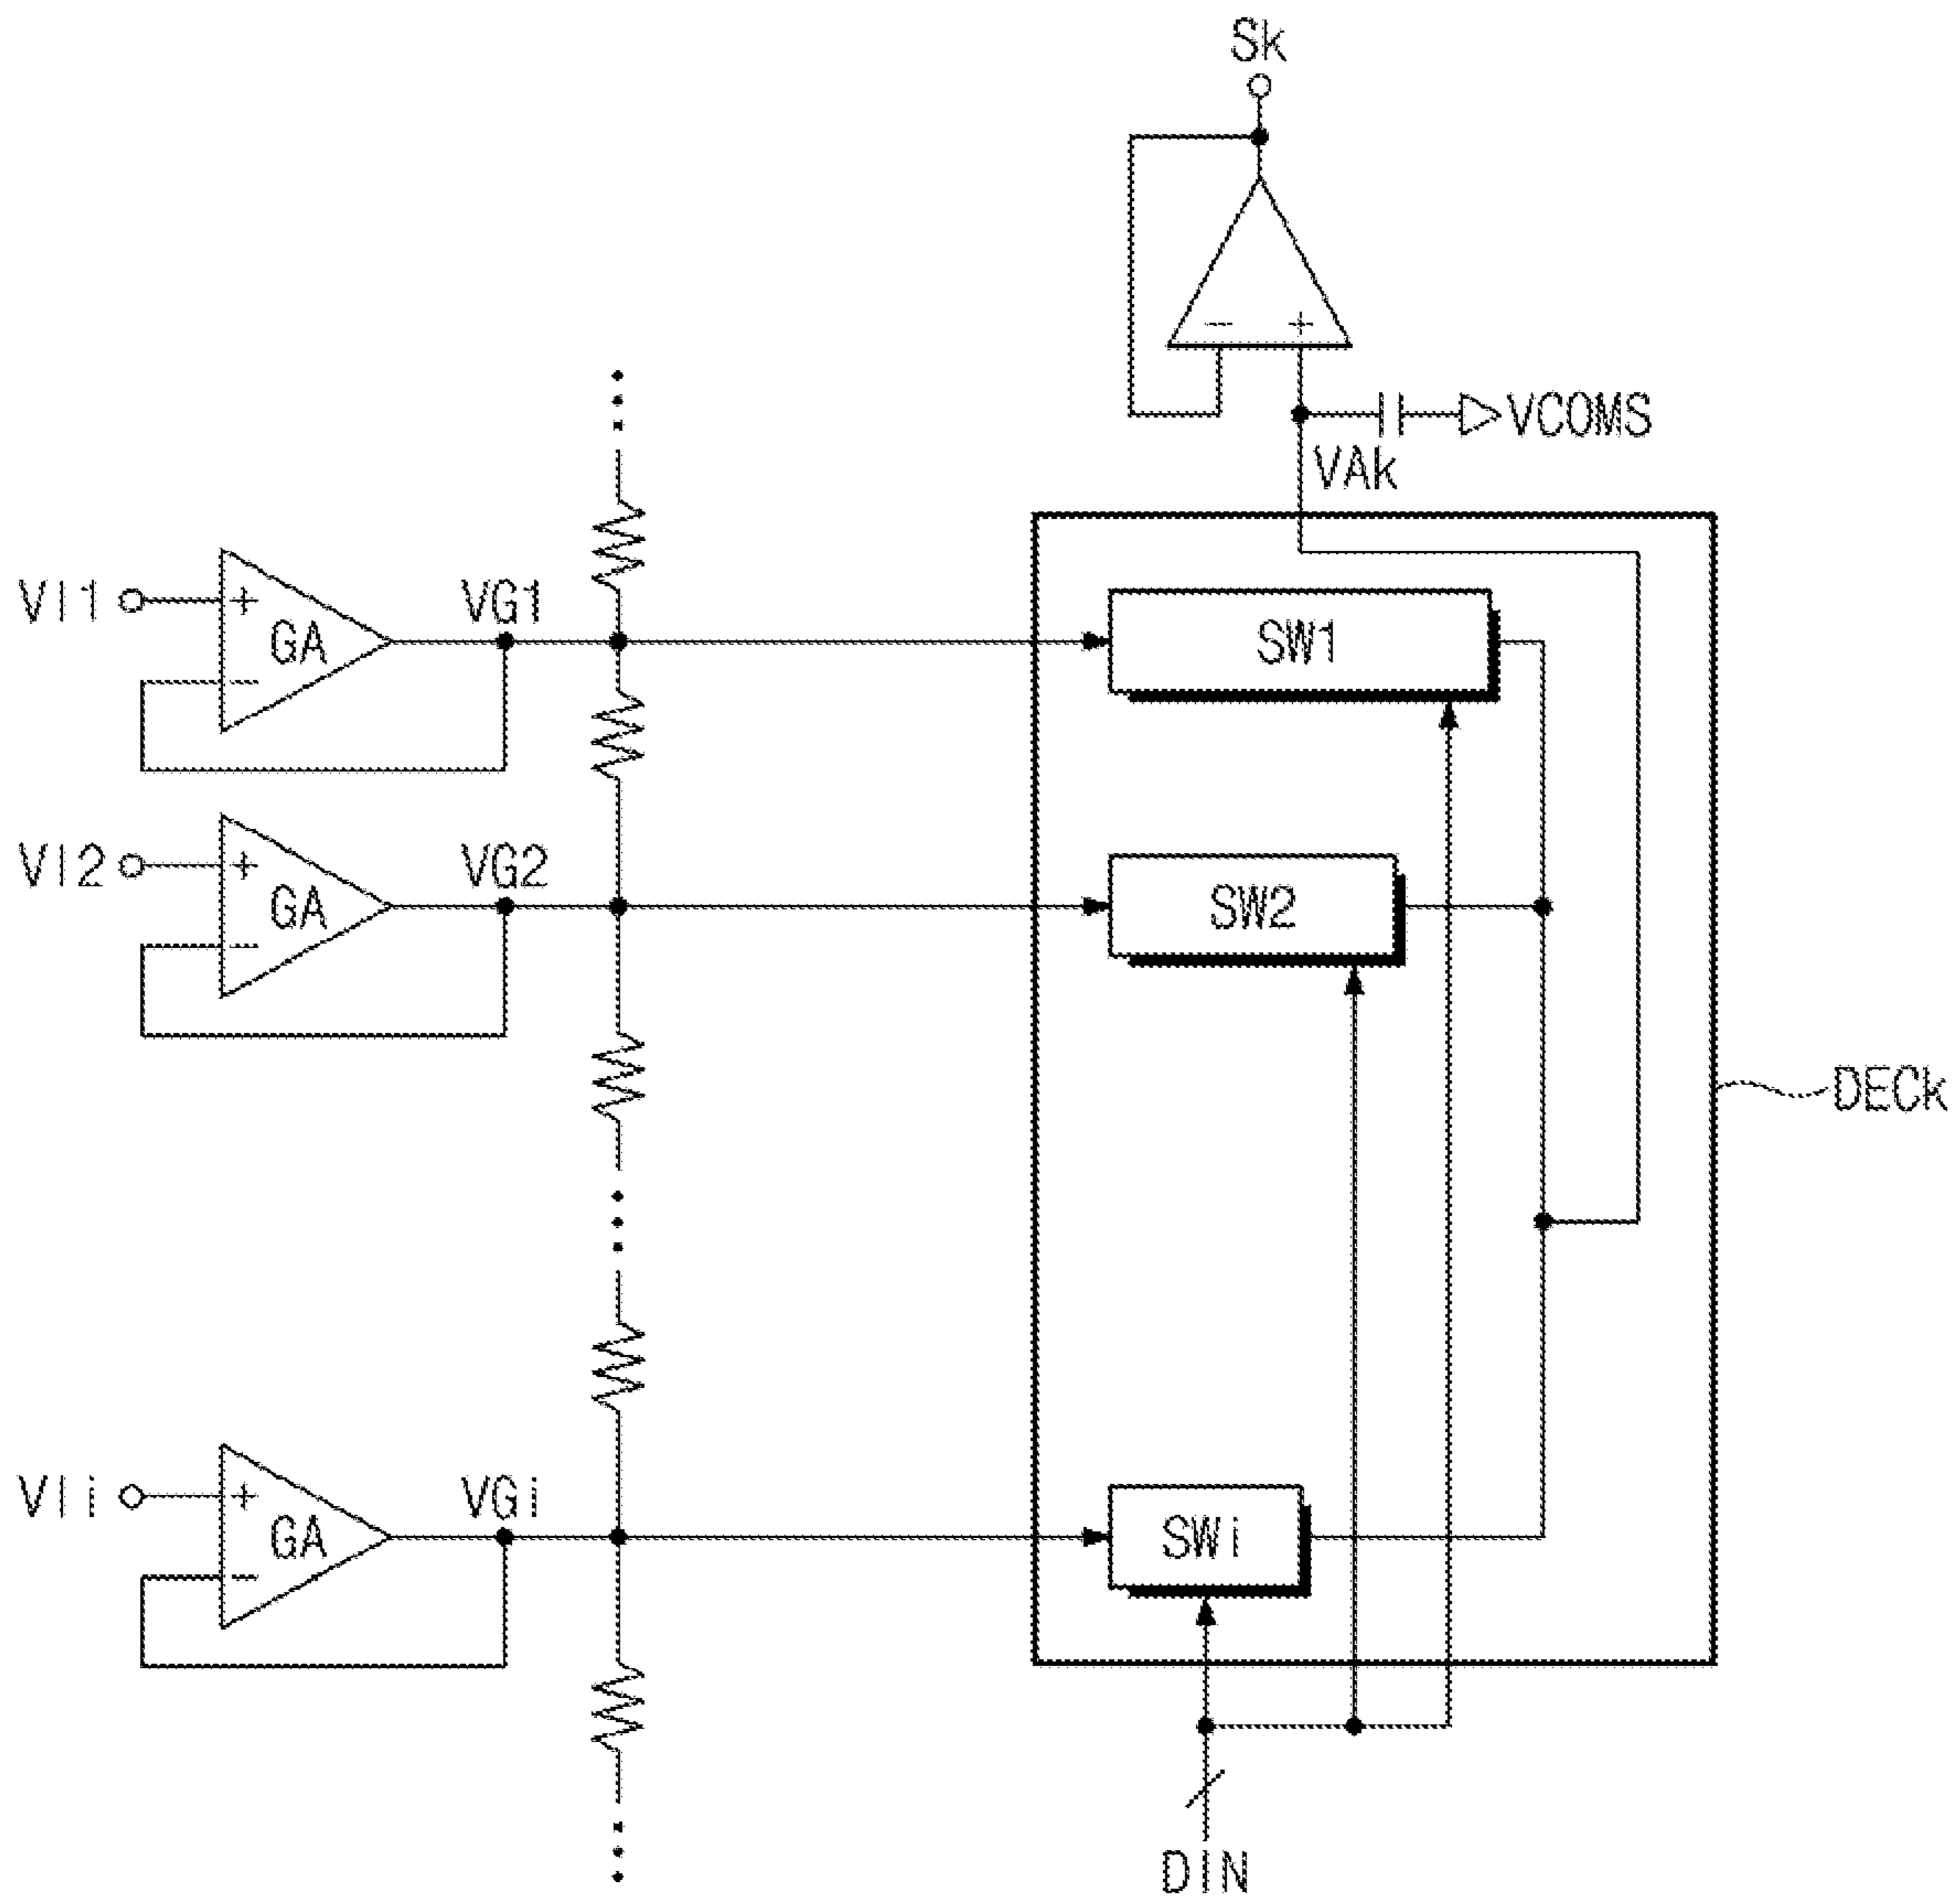 Sk
− +
VCOMS
VAk
VI1
+
GA
−
VG1
SW1
VI2
+
GA
−
VG2
SW2
DECk
VIi
+
GA
−
VGi
SWi
DIN